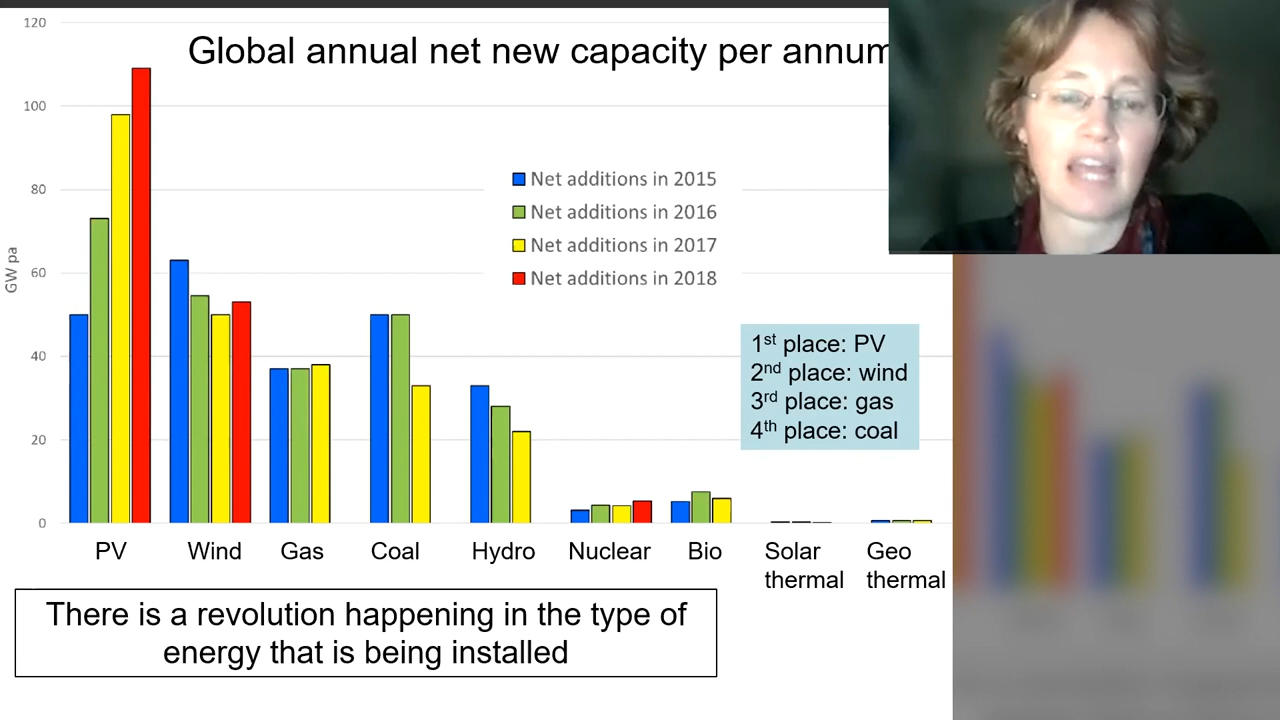 Global annual net new capacity per annum
120
100
80
60
40
20
0
GW pa
Net additions in 2015
Net additions in 2016
Net additions in 2017
Net additions in 2018
1st place: PV
2nd place: wind
3rd place: gas
4th place: coal
PV Wind Gas Coal Hydro Nuclear Bio Solar Geo
thermal thermal
There is a revolution happening in the type of
energy that is being installed